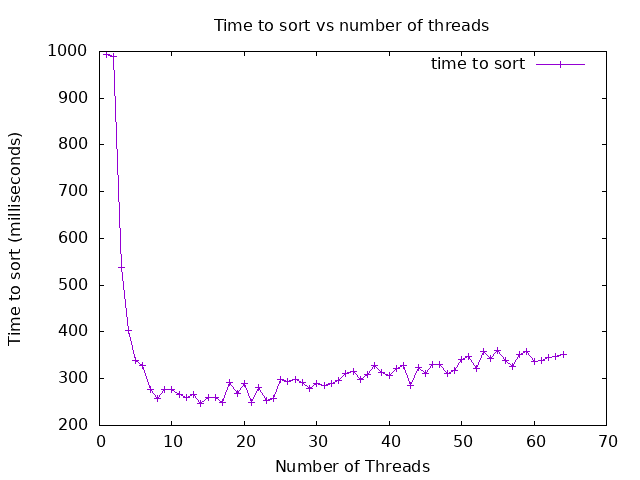 Time to sort vs number of threads
time to sort
1000
900
800
700
600
500
400
300
200
Time to sort (milliseconds)
0 10 20 30 40 50 60 70
Number of Threads